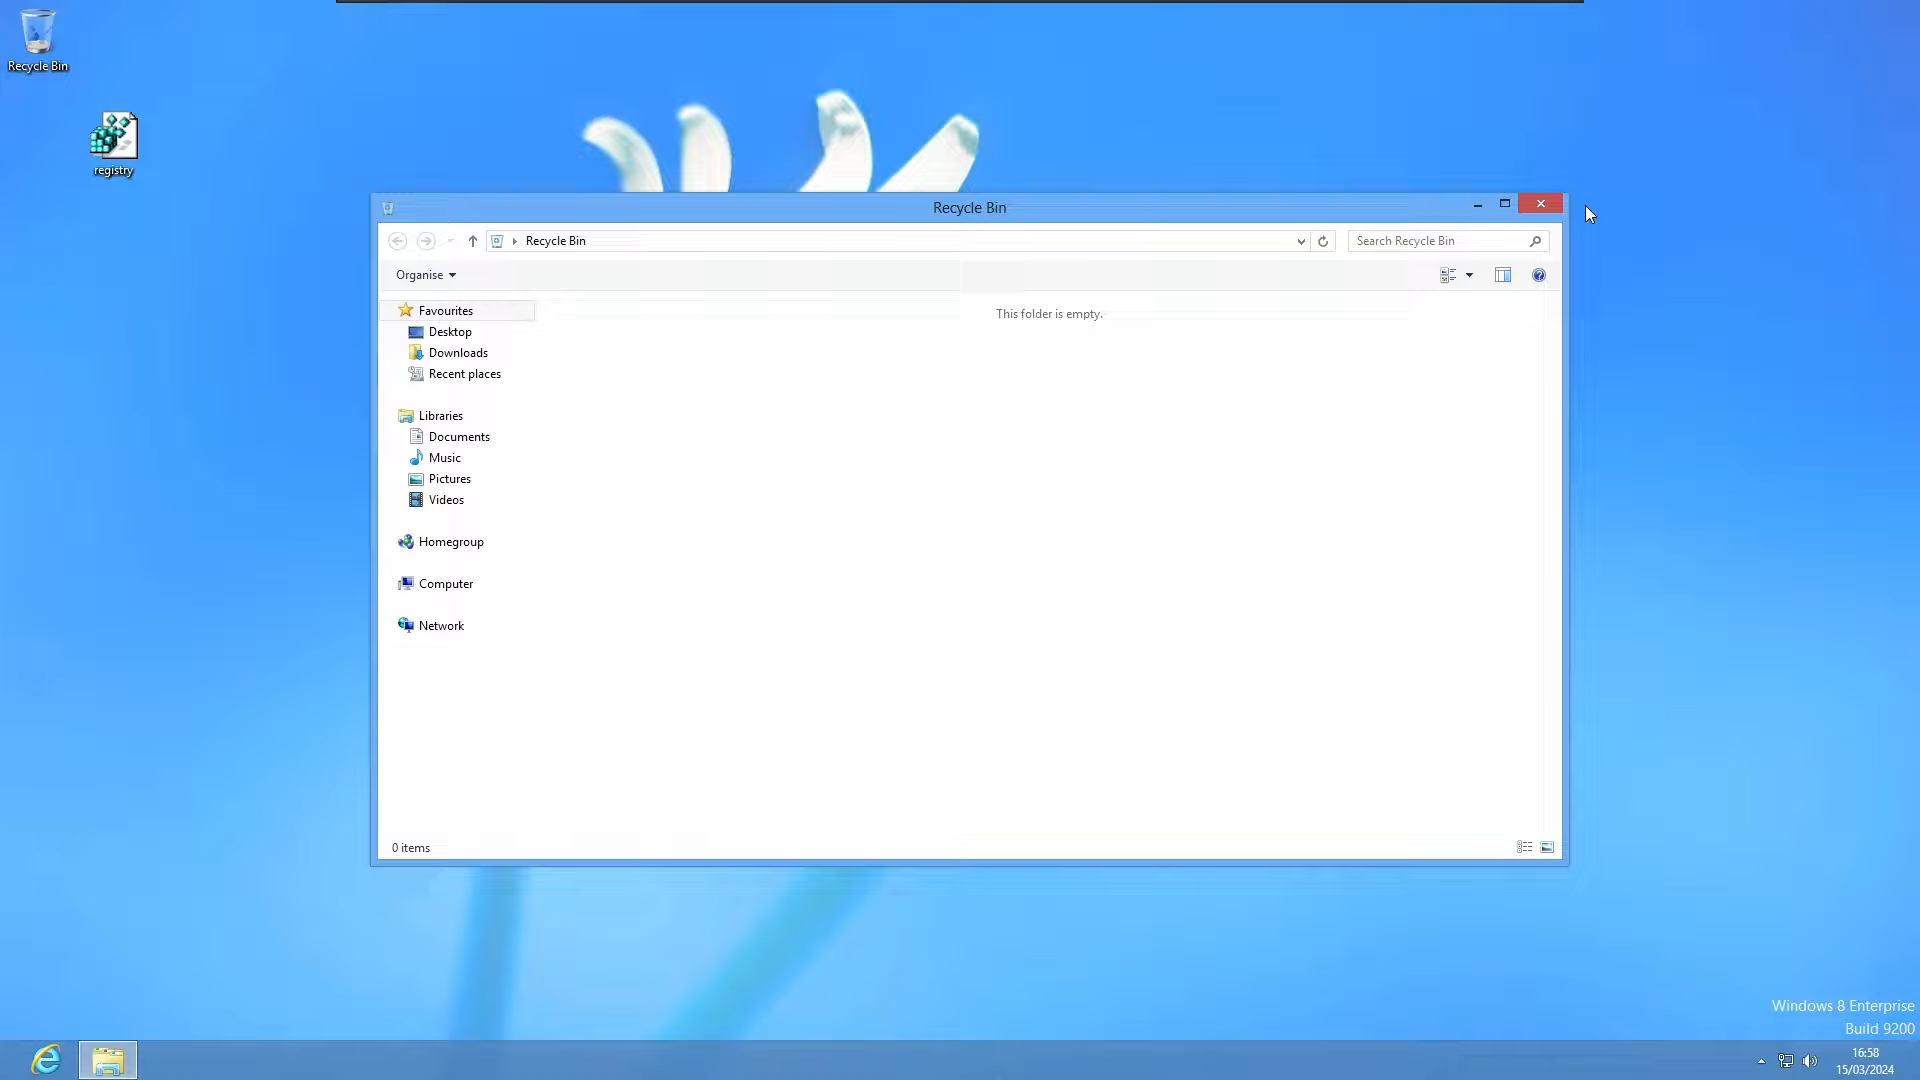 Recycle Bin
registry
Recycle Bin
Recycle Bin
Search Recycle Bin
Organise
Favourites
This folder is empty.
Desktop
Downloads
Recent places
Libraries
Documents
Music
Pictures
Videos
Homegroup
Computer
Network
0 items
Windows 8 Enterprise
Build 9200
16:58
15/03/2024